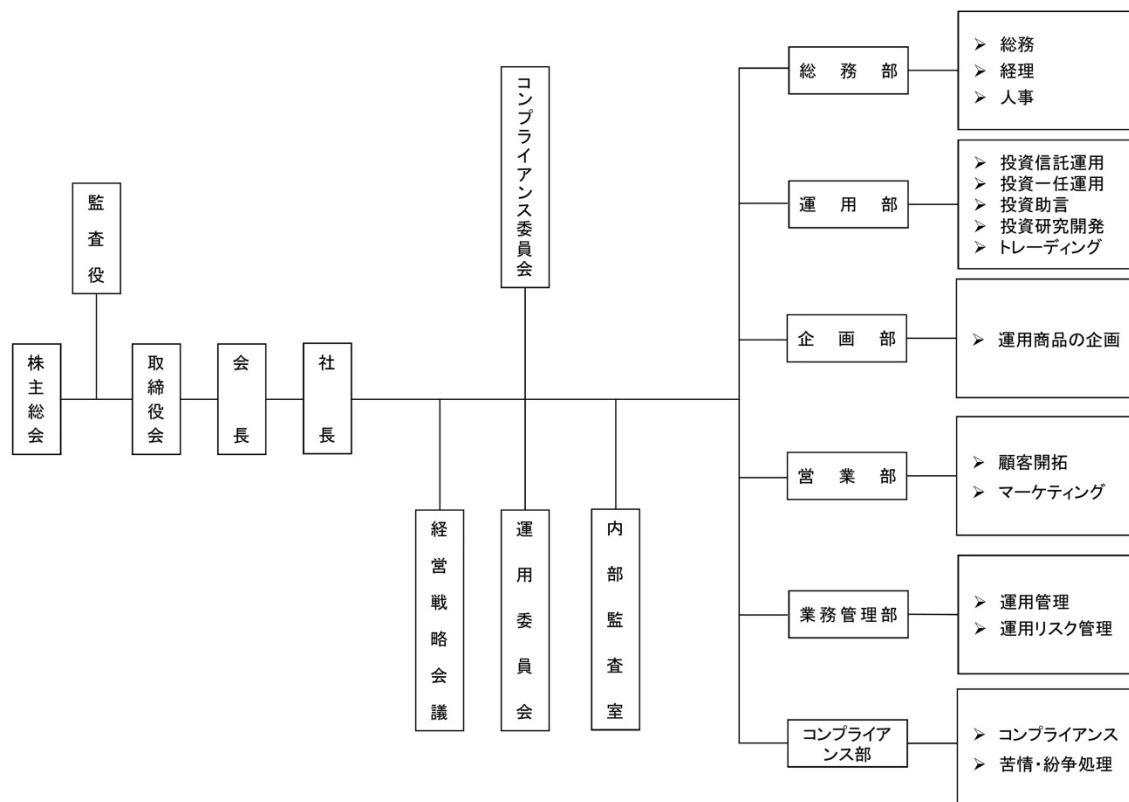 株主総会
監査役
取締役会
会長
社長
コンプライアンス委員会
経営戦略会議
運用委員会
内部監査室
総務部
➢ 総務
➢ 経理
➢ 人事
運用部
➢ 投資信託運用
➢ 投資一任運用
➢ 投資助言
➢ 投資研究開発
➢ トレーディング
企画部
➢ 運用商品の企画
営業部
➢ 顧客開拓
➢ マーケティング
業務管理部
➢ 運用管理
➢ 運用リスク管理
コンプライア
ンス部
➢ コンプライアンス
➢ 苦情・紛争処理